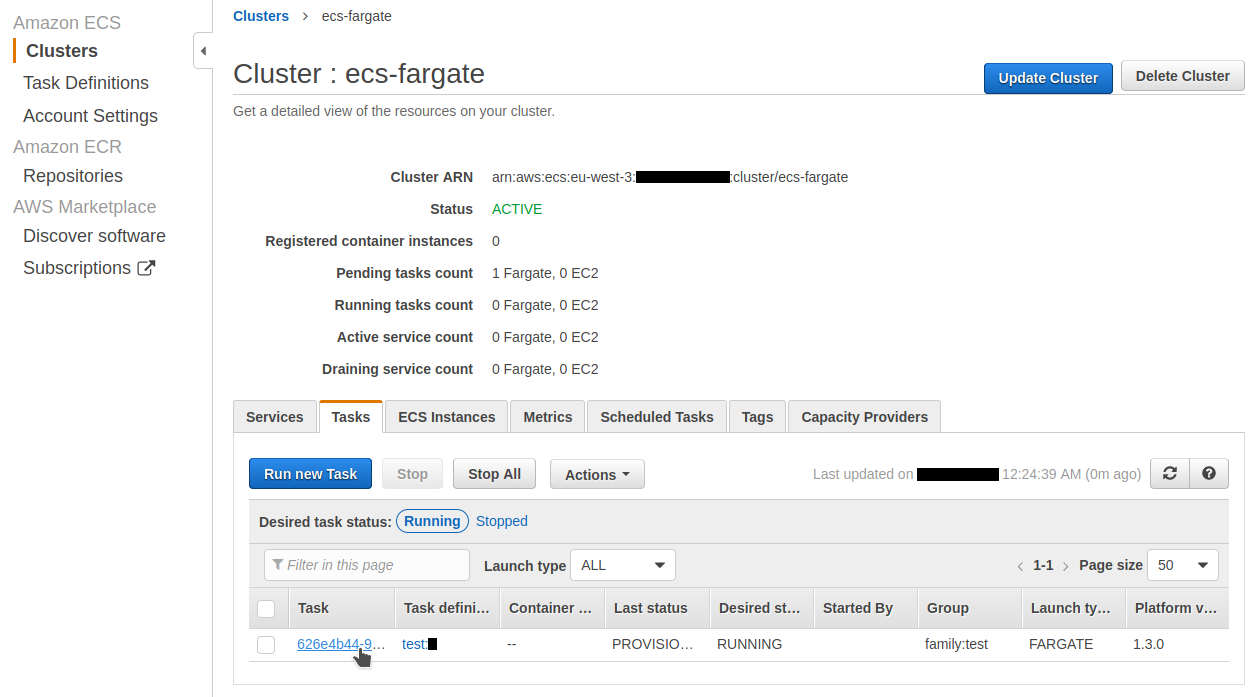 Amazon ECS
Clusters
Task Definitions
Account Settings
Amazon ECR
Repositories
AWS Marketplace
Discover software
Subscriptions
Clusters > ecs-fargate
Cluster : ecs-fargate
Update Cluster
Delete Cluster
Get a detailed view of the resources on your cluster.
Cluster ARN arn:aws:ecs:eu-west-3: :cluster/ecs-fargate
Status ACTIVE
Registered container instances 0
Pending tasks count 1 Fargate, 0 EC2
Running tasks count 0 Fargate, 0 EC2
Active service count 0 Fargate, 0 EC2
Draining service count 0 Fargate, 0 EC2
Services Tasks ECS Instances Metrics Scheduled Tasks Tags Capacity Providers
Run new Task Stop Stop All Actions Last updated on 12:24:39 AM (0m ago)
Desired task status: Running Stopped
Filter in this page Launch type ALL < 1-1 > Page size 50
Task Task defini... Container ... Last status Desired st... Started By Group Launch ty... Platform v...
626e4b44-9... test: -- PROVISIO... RUNNING family:test FARGATE 1.3.0